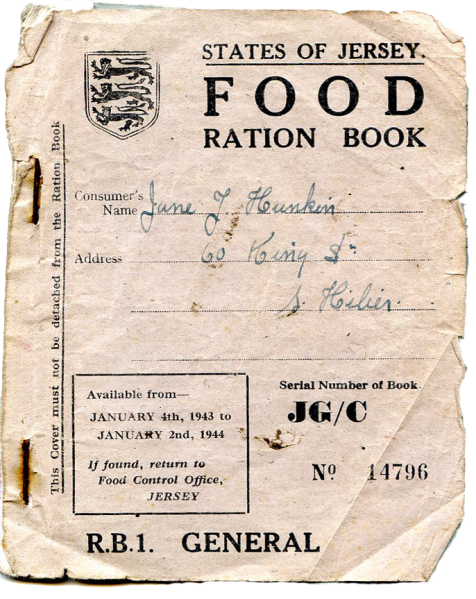 STATES OF JERSEY.
FOOD
RATION BOOK
This Cover must not be detached from the Ration Book
Consumer's Name June J. Hunkin
Address 60 King St
S. Hilier.
Available from—
JANUARY 4th, 1943 to
JANUARY 2nd, 1944
If found, return to
Food Control Office,
JERSEY
Serial Number of Book.
JG/C
Nº 14796
R.B.1. GENERAL